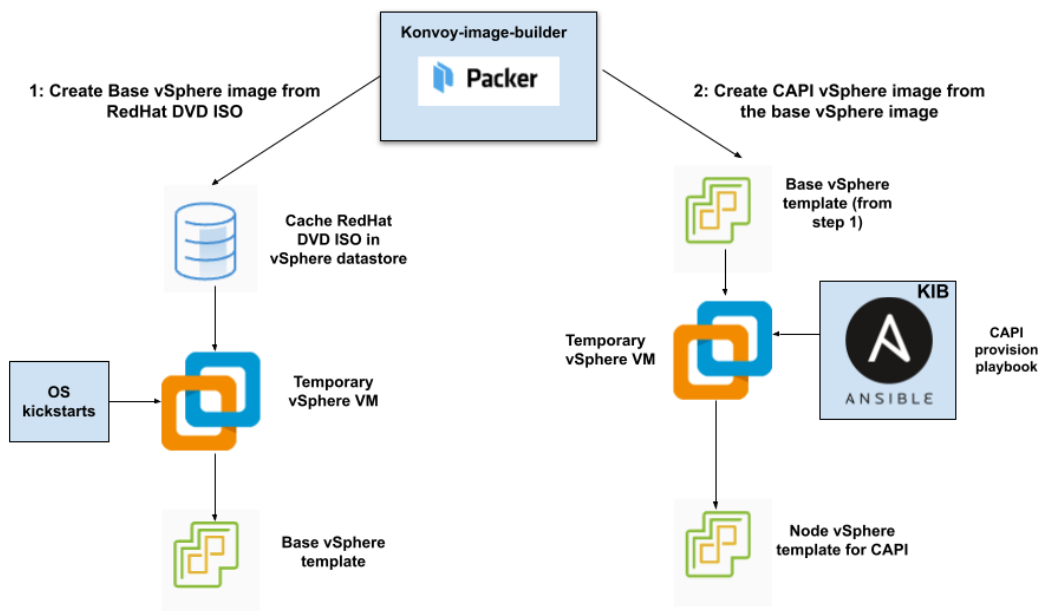 Konvoy-image-builder
Packer
1: Create Base vSphere image from
RedHat DVD ISO
2: Create CAPI vSphere image from
the base vSphere image
Cache RedHat
DVD ISO in
vSphere datastore
Base vSphere
template (from
step 1)
KIB
ANSIBLE
CAPI
provision
playbook
Temporary
vSphere VM
OS
kickstarts
Temporary
vSphere VM
Base vSphere
template
Node vSphere
template for CAPI